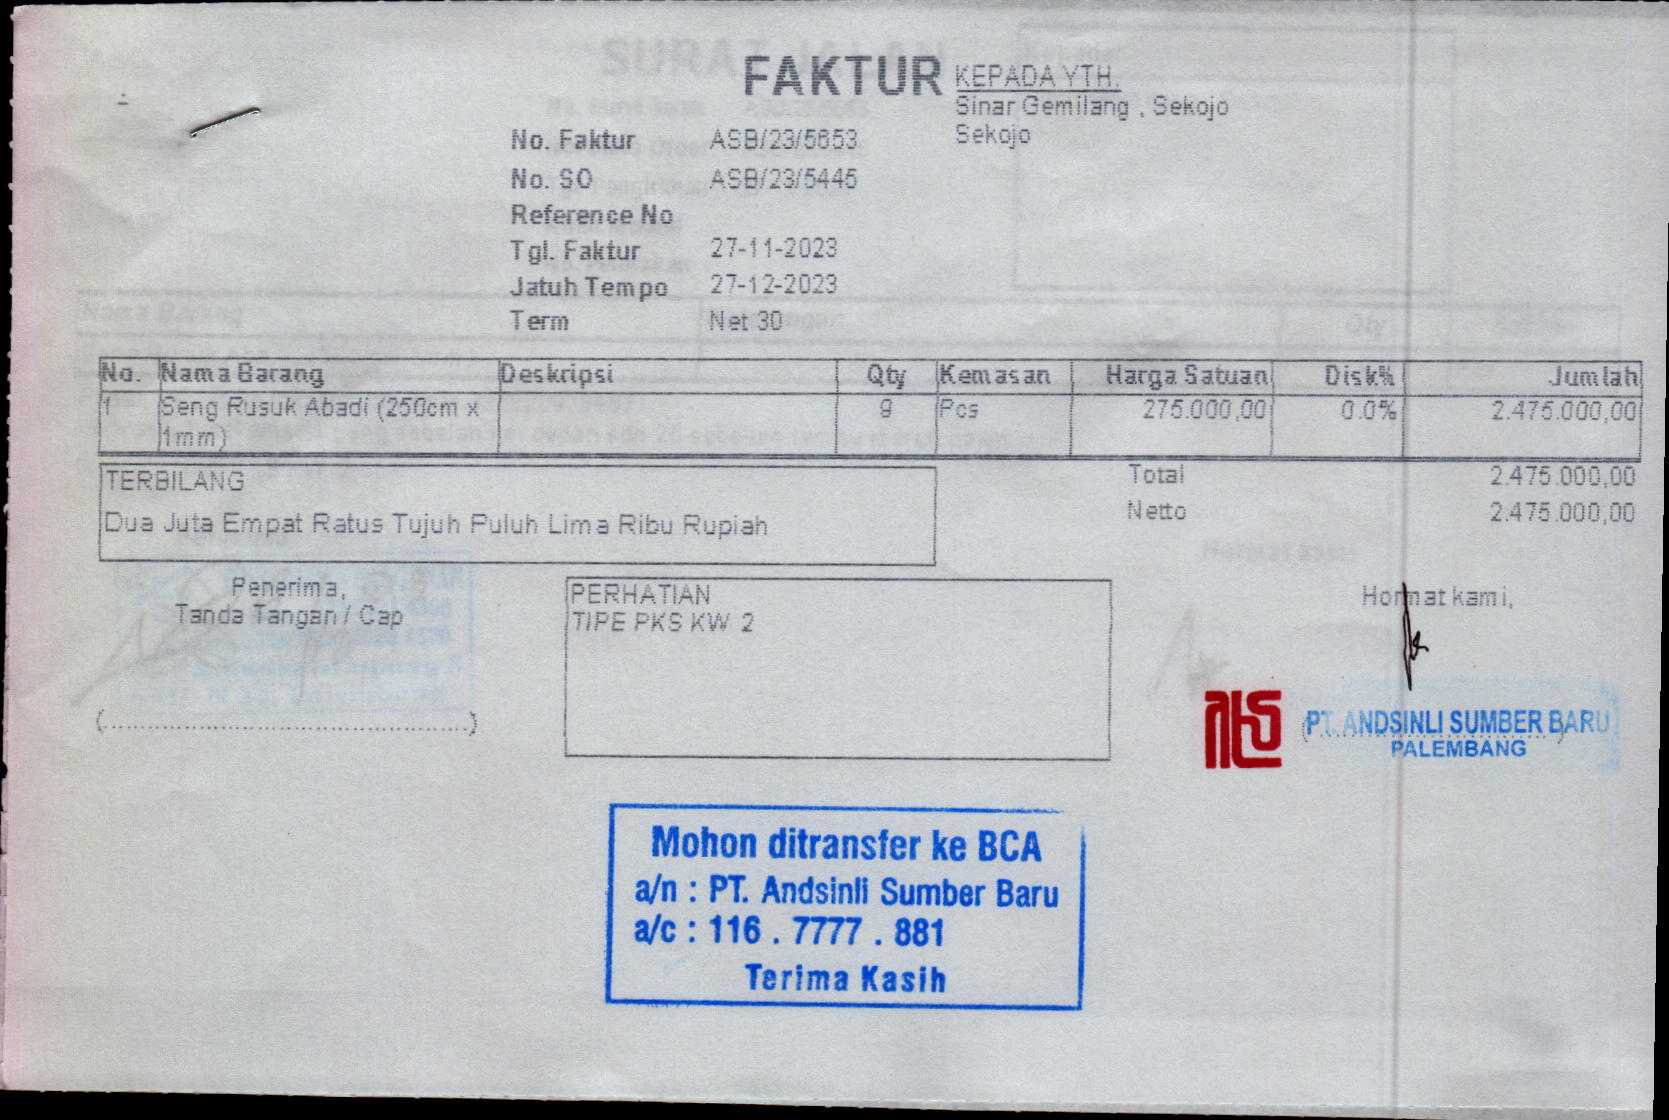 FAKTUR
KEPADA YTH.
Sinar Gemilang , Sekojo
Sekojo
No. Faktur ASB/23/5653
No. SO ASB/23/5445
Reference No
Tgl. Faktur 27-11-2023
Jatuh Tempo 27-12-2023
Term Net 30
No. Nama Barang Deskripsi Qty Kemasan Harga Satuan Disk% Jumlah
1 Seng Rusuk Abadi (250cm x 9 Pcs 275.000,00 0.0% 2.475.000,00
1mm)
TERBILANG
Dua Juta Empat Ratus Tujuh Puluh Lima Ribu Rupiah
Total 2.475.000,00
Netto 2.475.000,00
Penerima,
Tanda Tangan / Cap
(........................................)
PERHATIAN
TIPE PKS KW 2
Hormat kami,
PT. ANDSINLI SUMBER BARU
PALEMBANG
Mohon ditransfer ke BCA
a/n : PT. Andsinli Sumber Baru
a/c : 116 . 7777 . 881
Terima Kasih